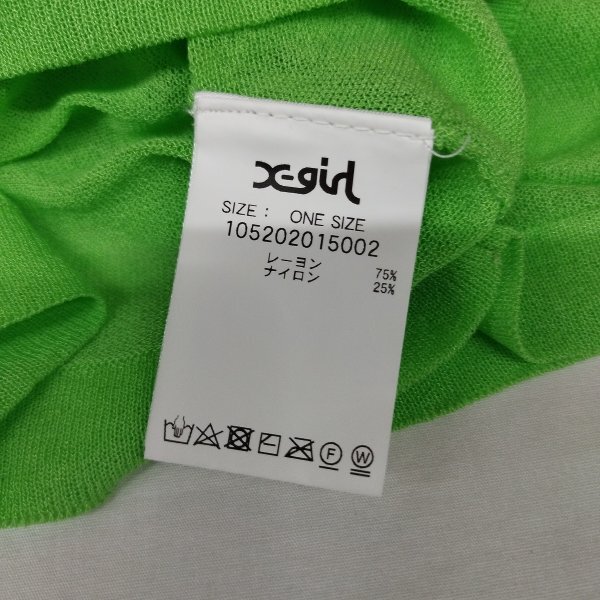 X-girl
SIZE : ONE SIZE
105202015002
レーヨン 75%
ナイロン 25%
F W